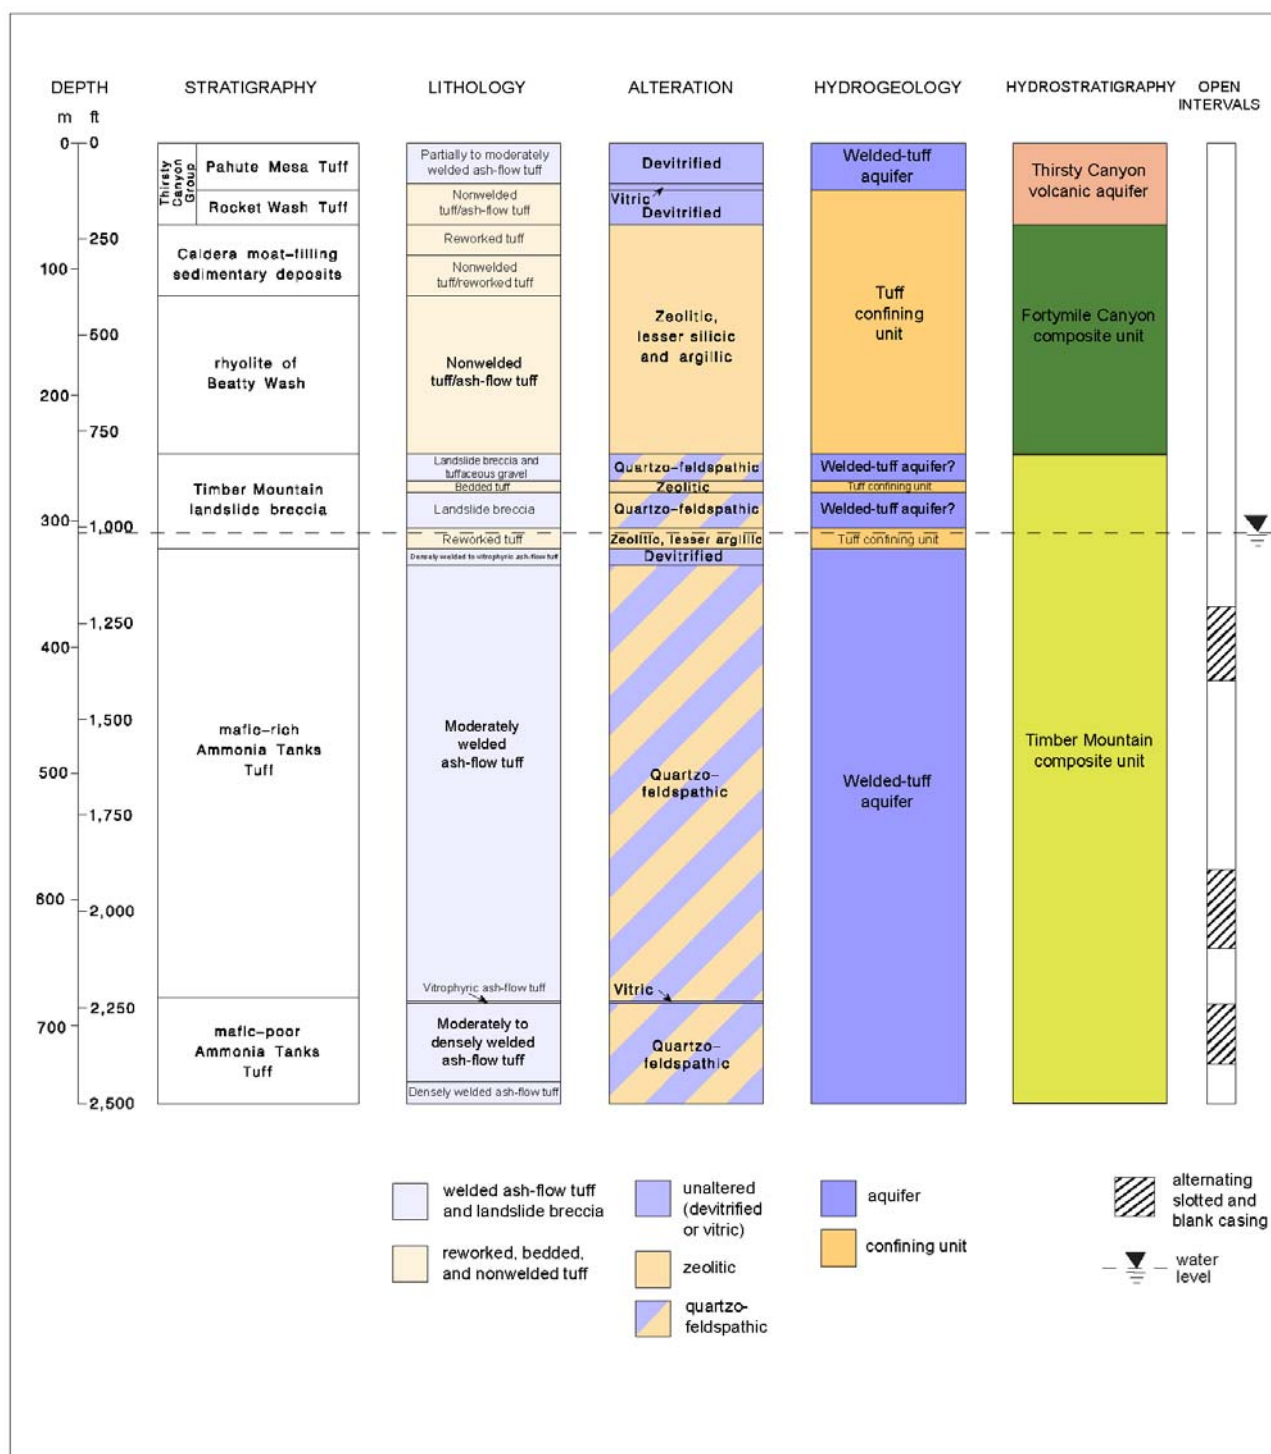 DEPTH
STRATIGRAPHY
LITHOLOGY
ALTERATION
HYDROGEOLOGY
HYDROSTRATIGRAPHY
OPEN
INTERVALS
m ft
0 0
250
100
500
200
750
300
1,000
1,250
400
1,500
500
1,750
600
2,000
2,250
700
2,500
Thirsty
Canyon
Group
Pahute Mesa Tuff
Rocket Wash Tuff
Caldera moat-filling
sedimentary deposits
rhyolite of
Beatty Wash
Timber Mountain
landslide breccia
mafic-rich
Ammonia Tanks
Tuff
mafic-poor
Ammonia Tanks
Tuff
Partially to moderately
welded ash-flow tuff
Nonwelded
tuff/ash-flow tuff
Reworked tuff
Nonwelded
tuff/reworked tuff
Nonwelded
tuff/ash-flow tuff
Landslide breccia and
tuffaceous gravel
Bedded tuff
Landslide breccia
Reworked tuff
Densely welded to vitrophyric ash-flow tuff
Moderately
welded
ash-flow tuff
Vitrophyric ash-flow tuff
Moderately to
densely welded
ash-flow tuff
Densely welded ash-flow tuff
Devitrified
Vitric
Devitrified
Zeolitic,
lesser silicic
and argillic
Quartzo-feldspathic
Zeolitic
Quartzo-feldspathic
Zeolitic, lesser argillic
Devitrified
Quartzo-
feldspathic
Vitric
Quartzo-
feldspathic
Welded-tuff
aquifer
Tuff
confining
unit
Welded-tuff aquifer?
Tuff confining unit
Welded-tuff aquifer?
Tuff confining unit
Welded-tuff
aquifer
Thirsty Canyon
volcanic aquifer
Fortymile Canyon
composite unit
Timber Mountain
composite unit
welded ash-flow tuff
and landslide breccia
reworked, bedded,
and nonwelded tuff
unaltered
(devitrified
or vitric)
zeolitic
quartzo-
feldspathic
aquifer
confining unit
alternating
slotted and
blank casing
water
level